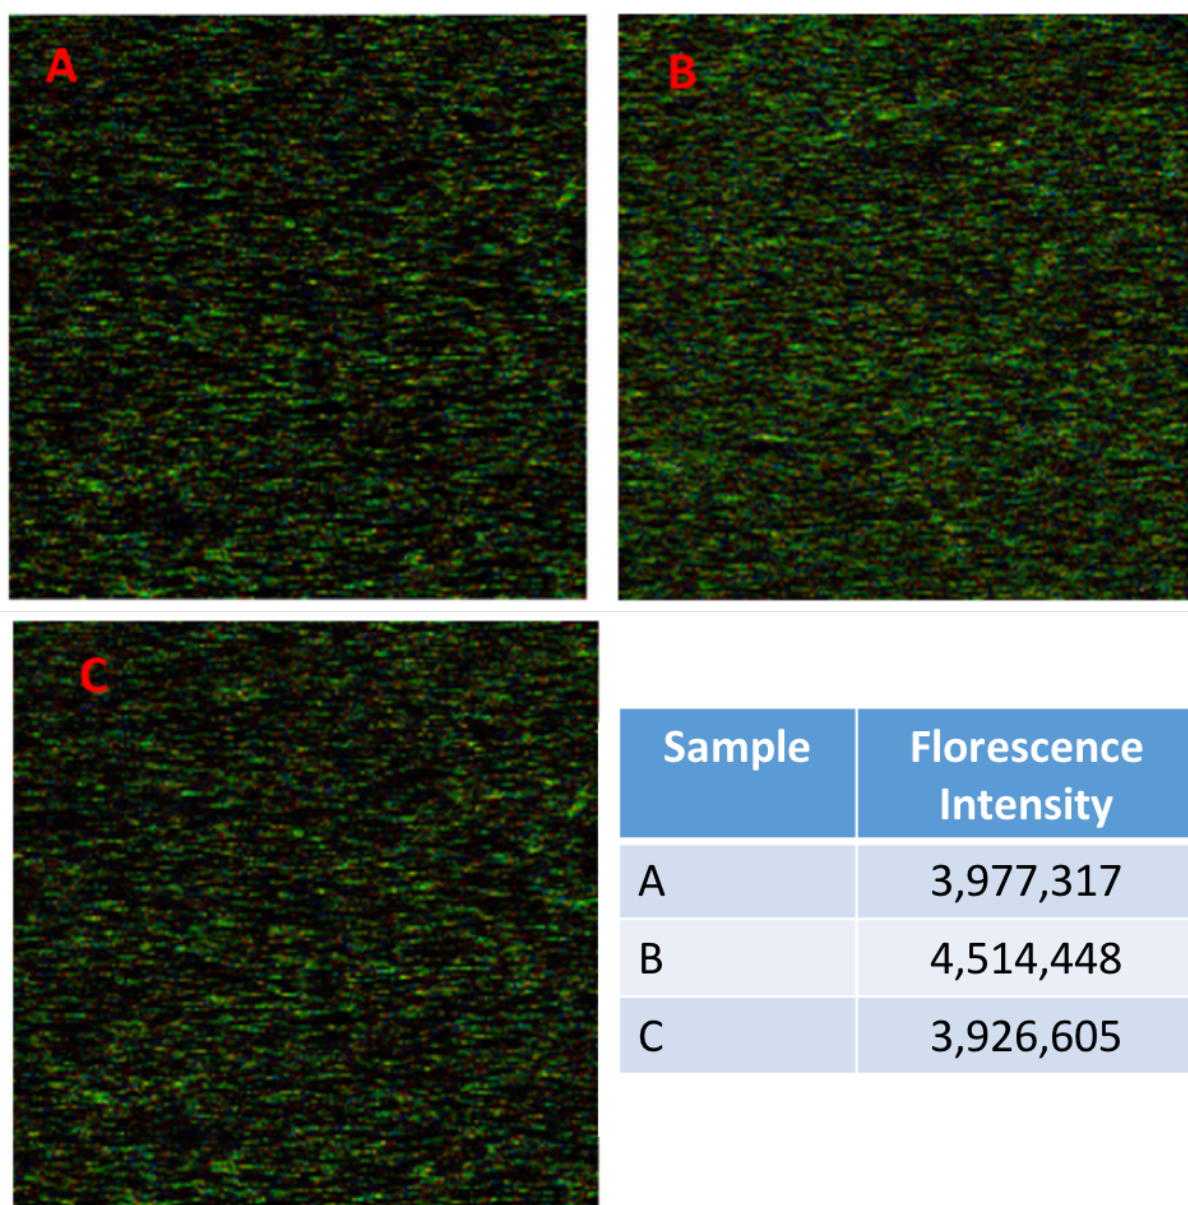 A
B
C
Sample
Florescence
Intensity
A
3,977,317
B
4,514,448
C
3,926,605